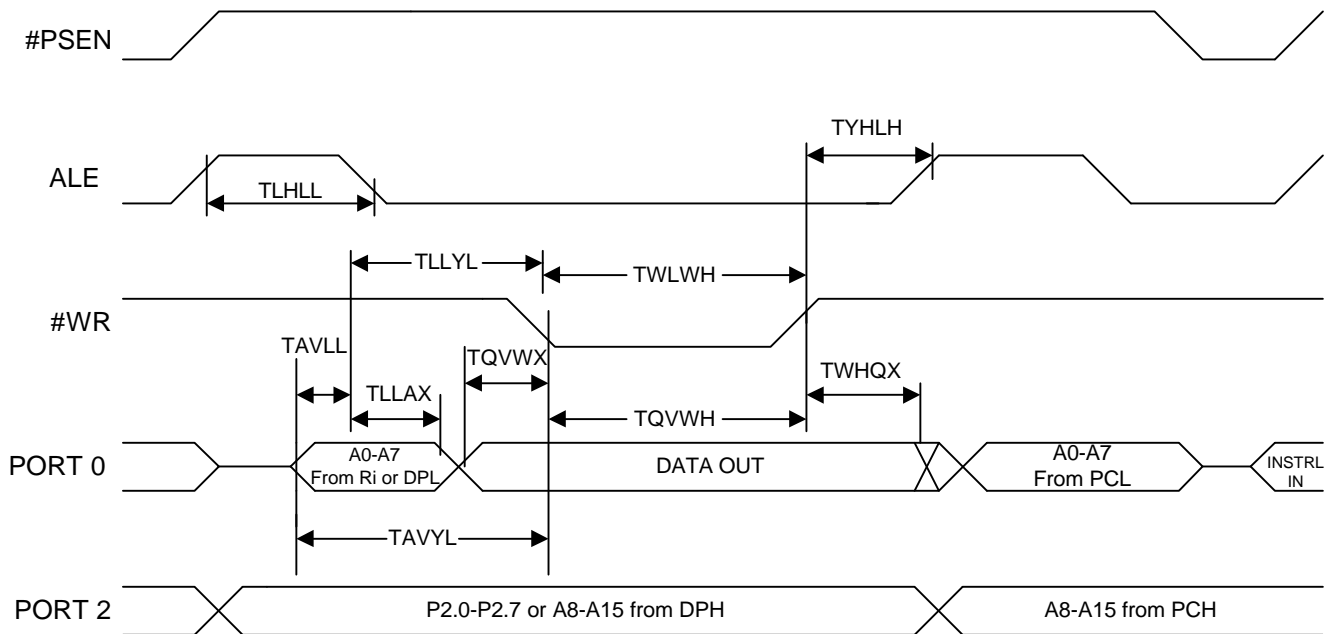 #PSEN
TYHLH
ALE
TLHLL
TLLYL
TWLWH
#WR
TAVLL
TQVWX
TLLAX
TWHQX
TQVWH
PORT 0
A0-A7
From Ri or DPL
DATA OUT
A0-A7
From PCL
INSTRL
IN
TAVYL
PORT 2
P2.0-P2.7 or A8-A15 from DPH
A8-A15 from PCH